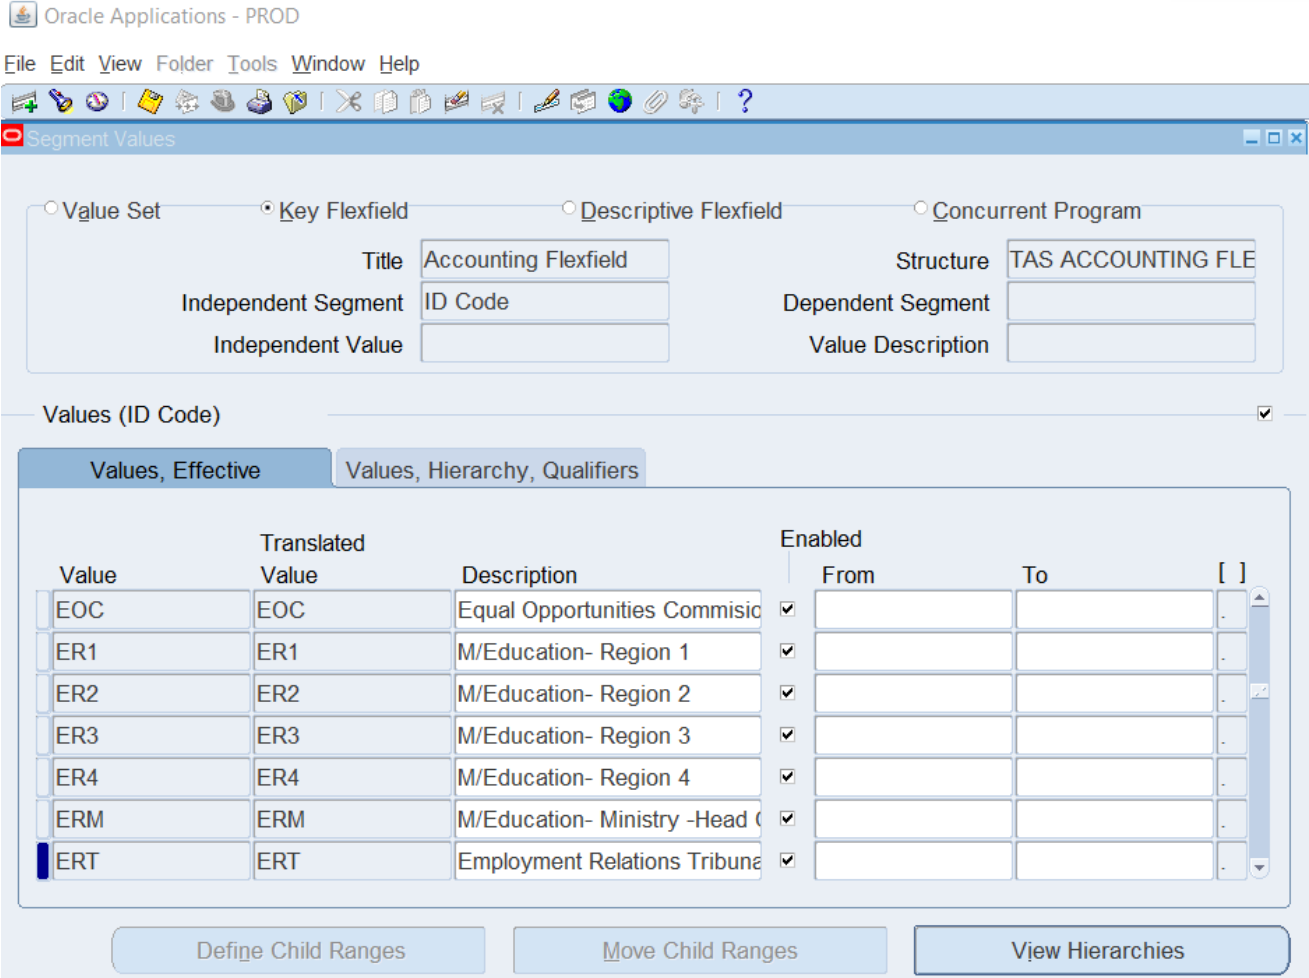 Oracle Applications - PROD
File Edit View Folder Tools Window Help
?
Segment Values
Value Set Key Flexfield Descriptive Flexfield Concurrent Program
Title Accounting Flexfield Structure TAS ACCOUNTING FLE
Independent Segment ID Code Dependent Segment
Independent Value Value Description
Values (ID Code)
Values, Effective Values, Hierarchy, Qualifiers
Translated Enabled
Value Value Description From To [ ]
EOC EOC Equal Opportunities Commisio .
ER1 ER1 M/Education- Region 1 .
ER2 ER2 M/Education- Region 2 .
ER3 ER3 M/Education- Region 3 .
ER4 ER4 M/Education- Region 4 .
ERM ERM M/Education- Ministry -Head .
ERT ERT Employment Relations Tribuna .
Define Child Ranges Move Child Ranges View Hierarchies